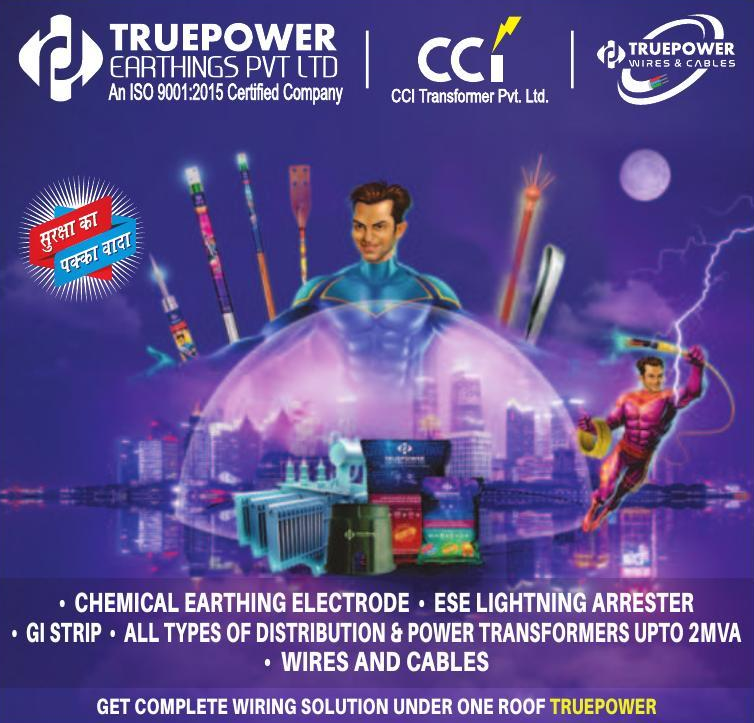 TRUEPOWER
EARTHINGS PVT LTD
An ISO 9001:2015 Certified Company
CCI
CCI Transformer Pvt. Ltd.
TRUEPOWER
WIRES & CABLES
सुरक्षा का
पक्का वादा
TRUEPOWER
• CHEMICAL EARTHING ELECTRODE • ESE LIGHTNING ARRESTER
• GI STRIP • ALL TYPES OF DISTRIBUTION & POWER TRANSFORMERS UPTO 2MVA
• WIRES AND CABLES
GET COMPLETE WIRING SOLUTION UNDER ONE ROOF TRUEPOWER